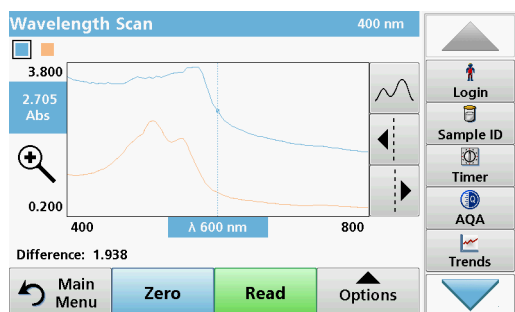 Wavelength Scan 400 nm
3.800
2.705
Abs
0.200
400 λ 600 nm 800
Difference: 1.938
Main
Menu
Zero
Read
Options
Login
Sample ID
Timer
AQA
Trends